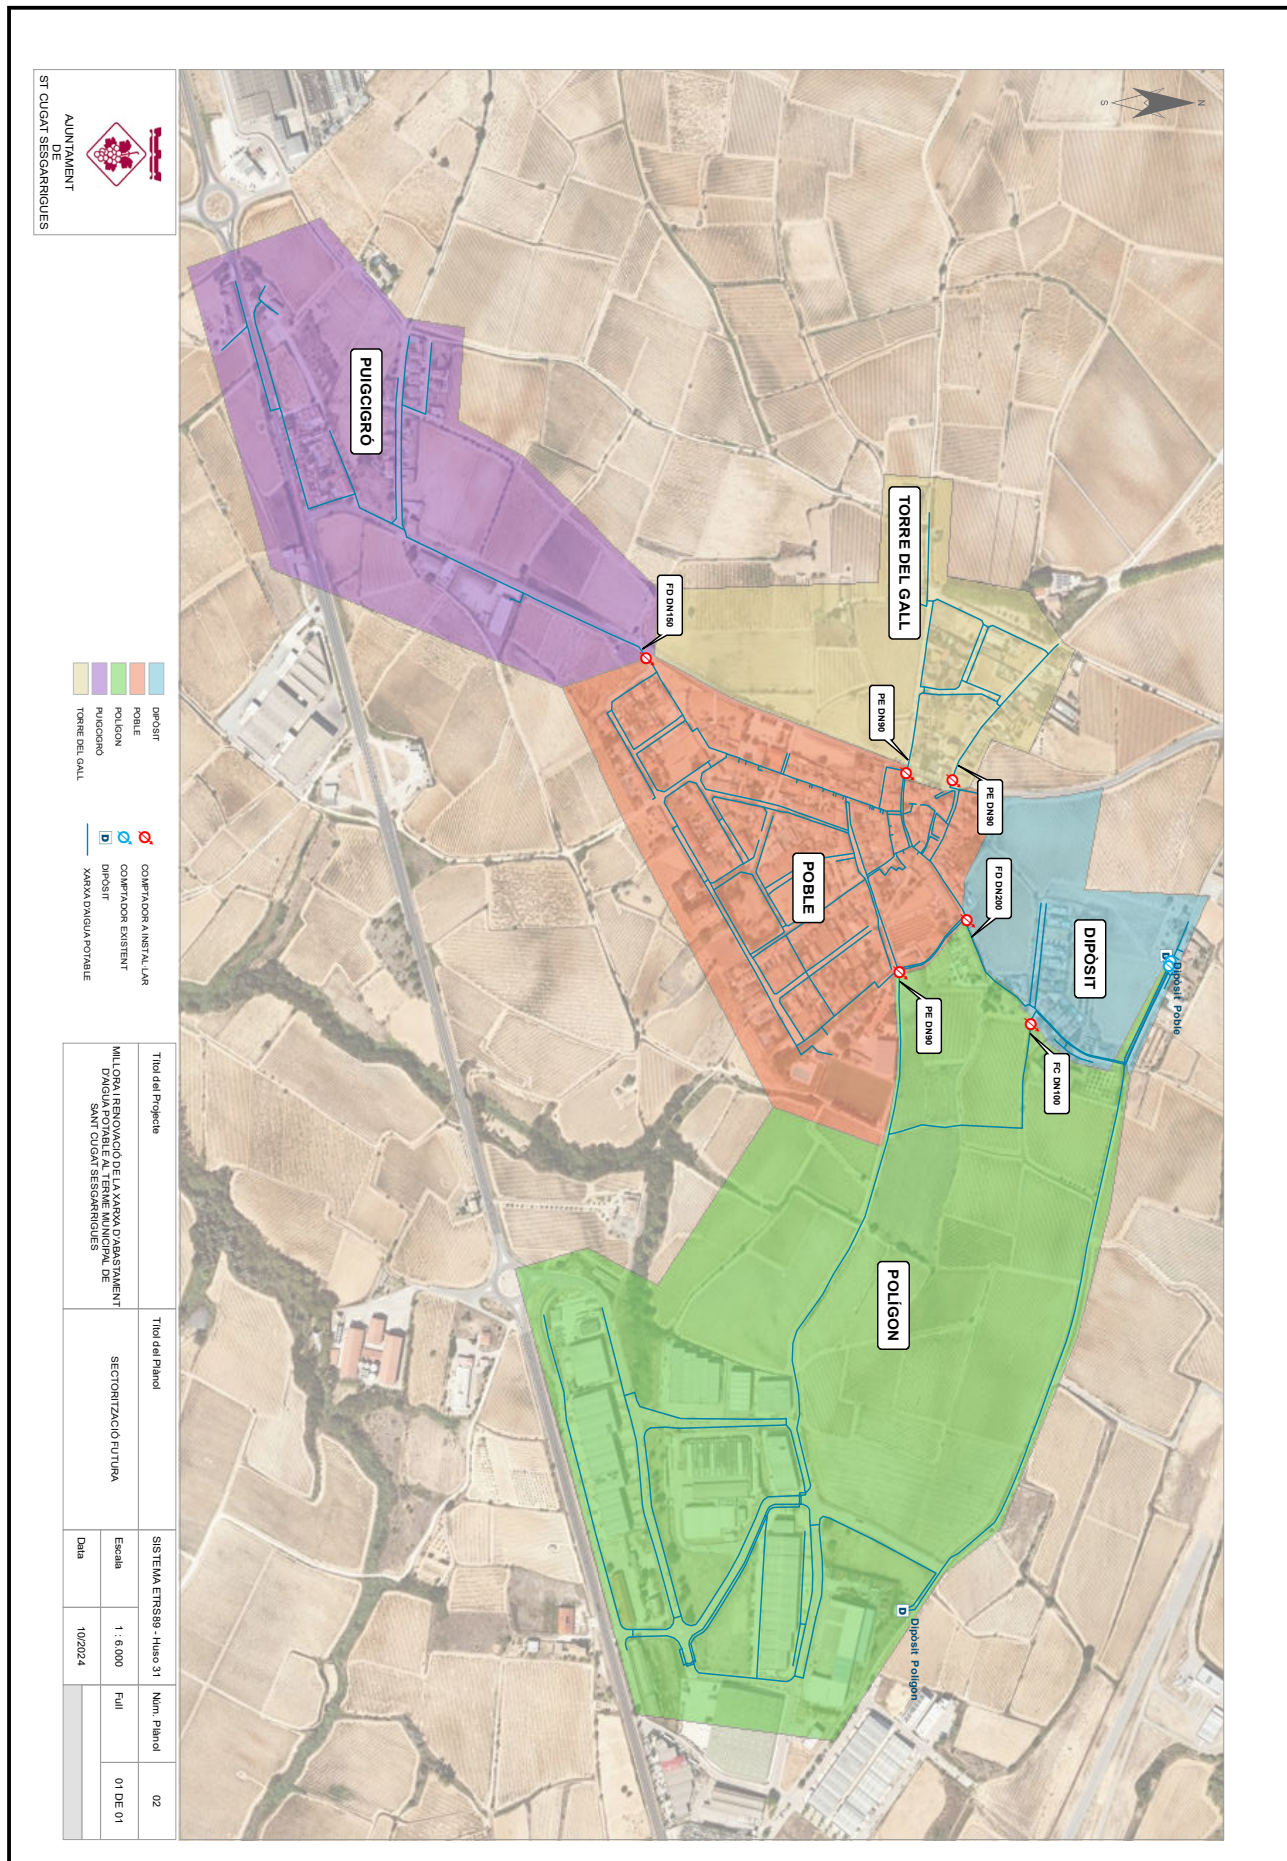 N
S
PUIGCIGRÓ
TORRE DEL GALL
POBLE
DIPÒSIT
POLÍGON
FD DN150
PE DN90
PE DN90
FD DN200
PE DN90
FC DN100
D
Dipòsit Poble
D
Dipòsit Polígon
AJUNTAMENT
DE
ST CUGAT SESGARRIGUES
DIPÒSIT
POBLE
POLÍGON
PUIGCIGRÓ
TORRE DEL GALL
COMPTADOR A INSTAL·LAR
COMPTADOR EXISTENT
D
DIPÒSIT
XARXA D'AIGUA POTABLE
Títol del Projecte
MILLORA I RENOVACIÓ DE LA XARXA D'ABASTAMENT
D'AIGUA POTABLE AL TERME MUNICIPAL DE
SANT CUGAT SESGARRIGUES
Títol del Plànol
SECTORITZACIÓ FUTURA
SISTEMA ETRS89 - Huso 31
Núm. Plànol
02
Escala
1 : 6.000
Full
01 DE 01
Data
10/2024